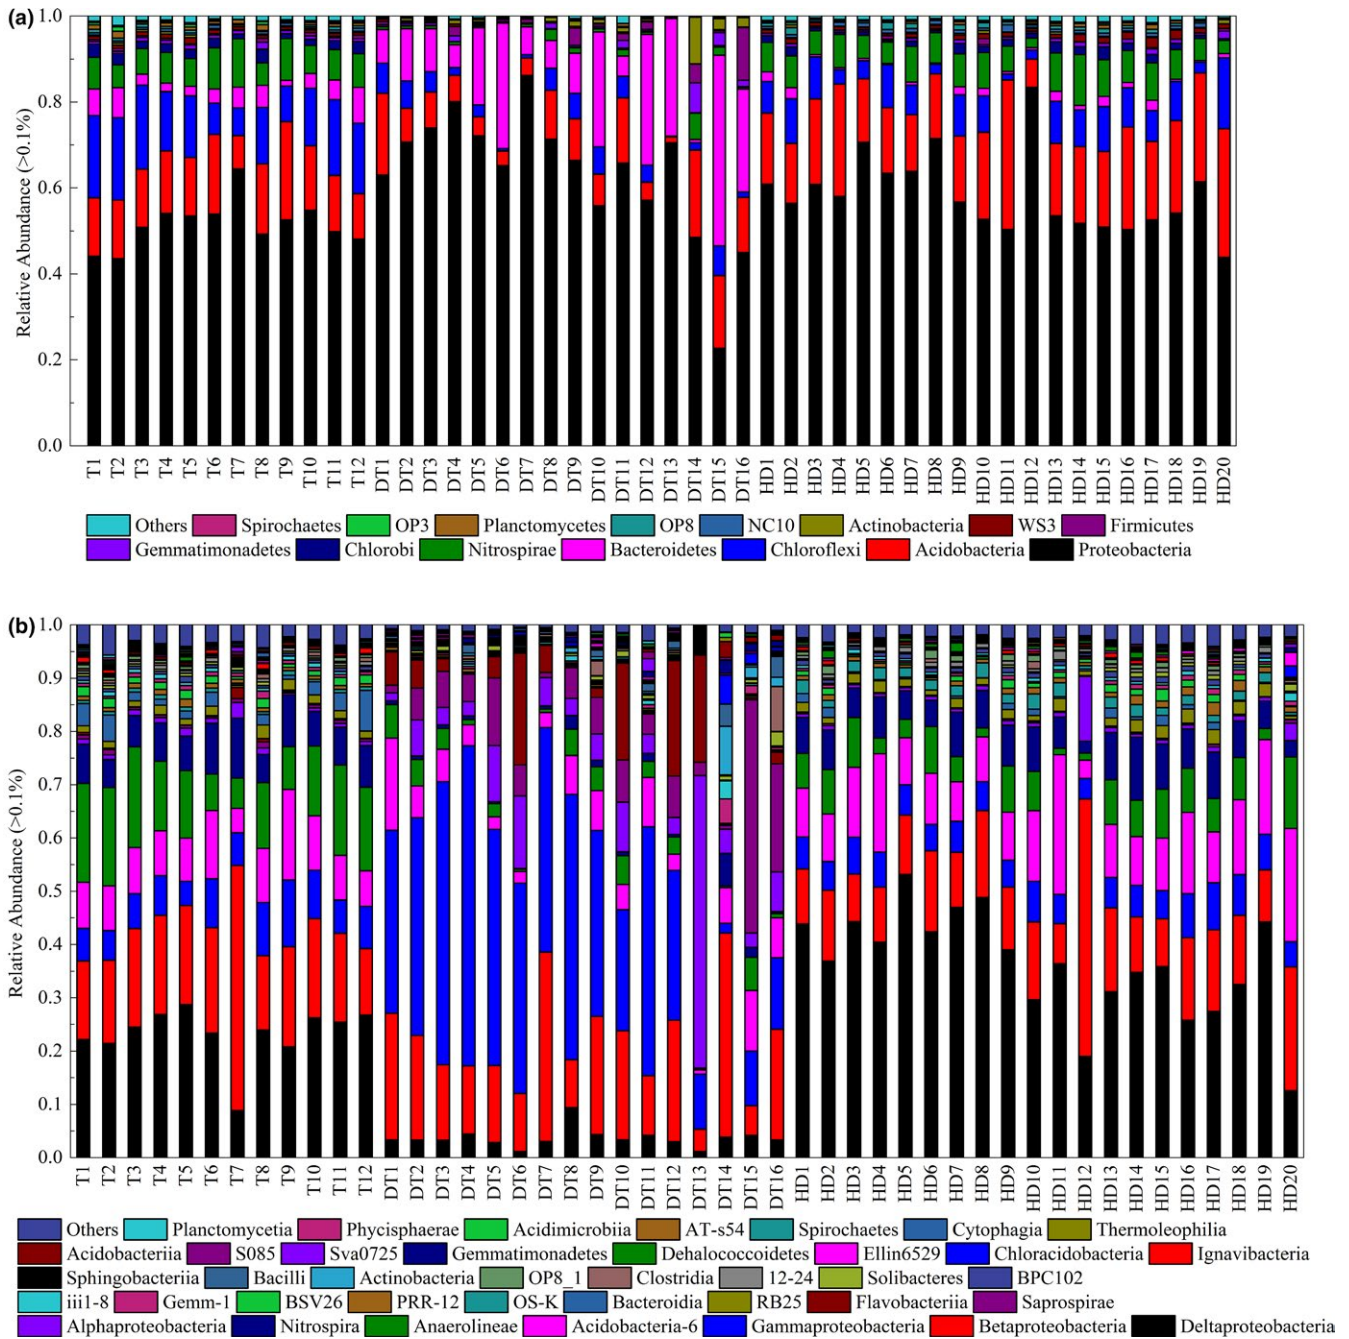 (a)
Relative Abundance (>0.1%)
1.0
0.8
0.6
0.4
0.2
0.0
T1 T2 T3 T4 T5 T6 T7 T8 T9 T10 T11 T12 DT1 DT2 DT3 DT4 DT5 DT6 DT7 DT8 DT9 DT10 DT11 DT12 DT13 DT14 DT15 DT16 HD1 HD2 HD3 HD4 HD5 HD6 HD7 HD8 HD9 HD10 HD11 HD12 HD13 HD14 HD15 HD16 HD17 HD18 HD19 HD20
Others Spirochaetes OP3 Planctomycetes OP8 NC10 Actinobacteria WS3 Firmicutes
Gemmatimonadetes Chlorobi Nitrospirae Bacteroidetes Chloroflexi Acidobacteria Proteobacteria
(b)
Relative Abundance (>0.1%)
1.0
0.9
0.8
0.7
0.6
0.5
0.4
0.3
0.2
0.1
0.0
T1 T2 T3 T4 T5 T6 T7 T8 T9 T10 T11 T12 DT1 DT2 DT3 DT4 DT5 DT6 DT7 DT8 DT9 DT10 DT11 DT12 DT13 DT14 DT15 DT16 HD1 HD2 HD3 HD4 HD5 HD6 HD7 HD8 HD9 HD10 HD11 HD12 HD13 HD14 HD15 HD16 HD17 HD18 HD19 HD20
Others Planctomycetia Phycisphaerae Acidimicrobiia AT-s54 Spirochaetes Cytophagia Thermoleophilia
Acidobacteriia S085 Sva0725 Gemmatimonadetes Dehalococcoidetes Ellin6529 Chloracidobacteria Ignavibacteria
Sphingobacteriia Bacilli Actinobacteria OP8_1 Clostridia 12-24 Solibacteres BPC102
iii1-8 Gemm-1 BSV26 PRR-12 OS-K Bacteroidia RB25 Flavobacteriia Saprospirae
Alphaproteobacteria Nitrospira Anaerolineae Acidobacteria-6 Gammaproteobacteria Betaproteobacteria Deltaproteobacteria